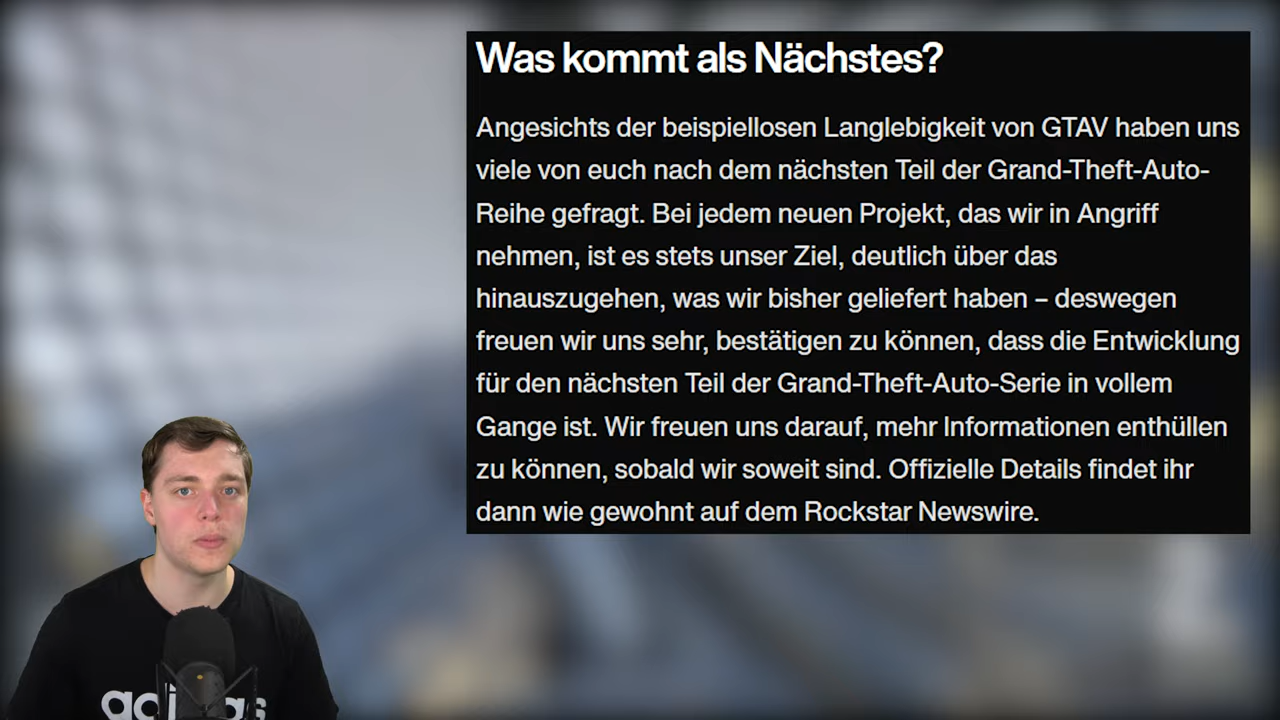 Was kommt als Nächstes?
Angesichts der beispiellosen Langlebigkeit von GTAV haben uns
viele von euch nach dem nächsten Teil der Grand-Theft-Auto-
Reihe gefragt. Bei jedem neuen Projekt, das wir in Angriff
nehmen, ist es stets unser Ziel, deutlich über das
hinauszugehen, was wir bisher geliefert haben – deswegen
freuen wir uns sehr, bestätigen zu können, dass die Entwicklung
für den nächsten Teil der Grand-Theft-Auto-Serie in vollem
Gange ist. Wir freuen uns darauf, mehr Informationen enthüllen
zu können, sobald wir soweit sind. Offizielle Details findet ihr
dann wie gewohnt auf dem Rockstar Newswire.